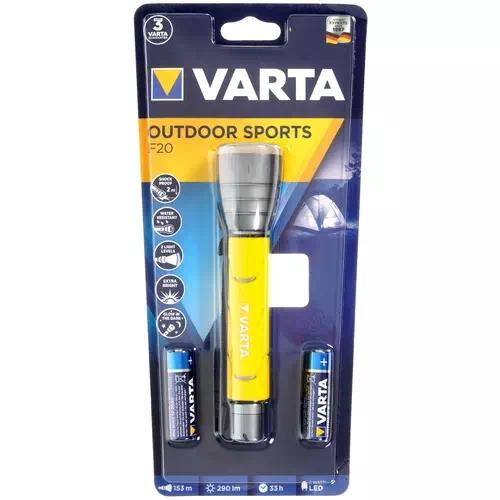 3
VARTA
VARTA
OUTDOOR SPORTS
F20
SHOCK
PROOF
2 m
WATER
RESISTANT
2 LIGHT
LEVELS
EXTRA
BRIGHT
GLOW IN
THE DARK
VARTA
VARTA
VARTA
153 m
290 lm
33 h
LED